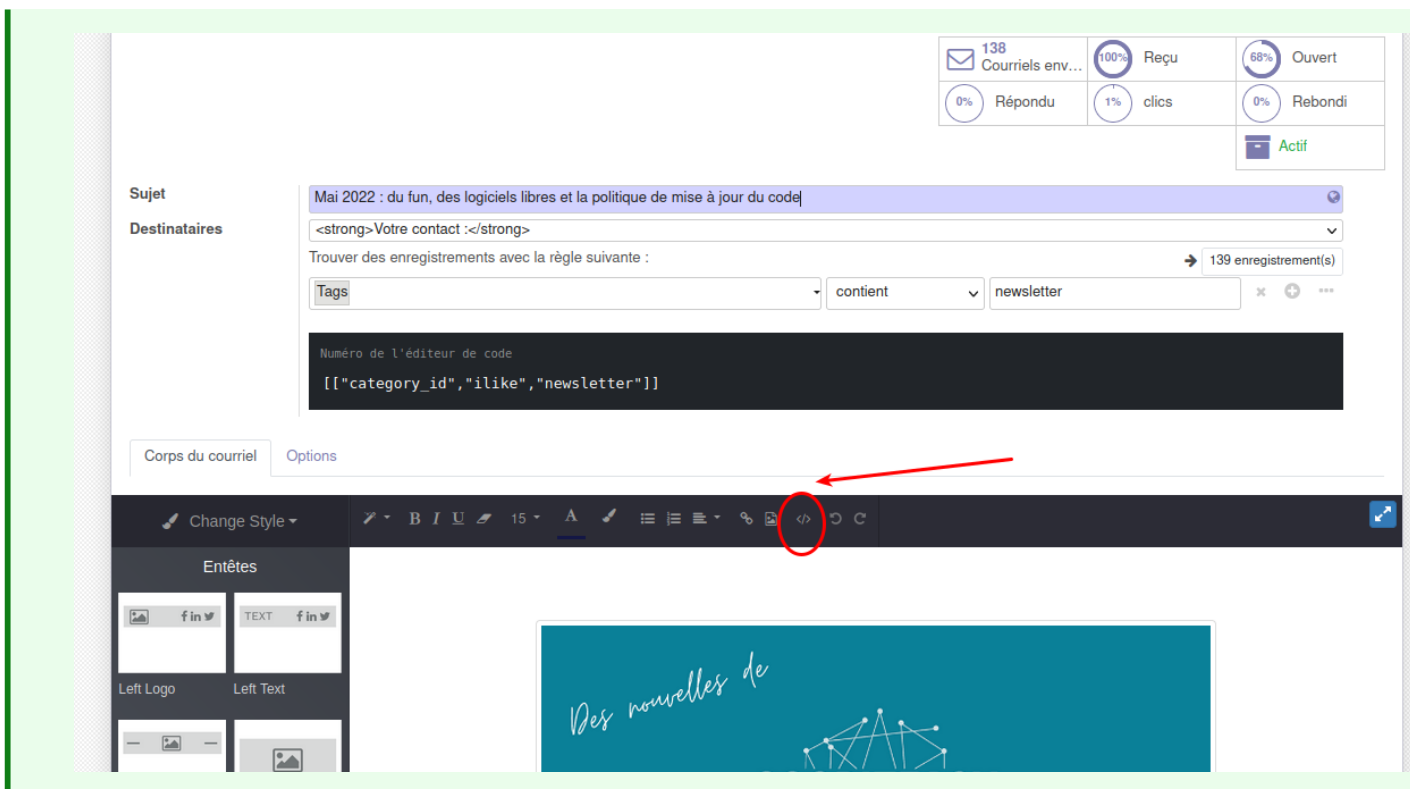 138
Courriels env...
100%
Reçu
68%
Ouvert
0%
Répondu
1%
clics
0%
Rebondi
Actif
Sujet
Mai 2022 : du fun, des logiciels libres et la politique de mise à jour du code
Destinataires
<strong>Votre contact :</strong>
Trouver des enregistrements avec la règle suivante :
139 enregistrement(s)
Tags
contient
newsletter
Numéro de l'éditeur de code
[["category_id","ilike","newsletter"]]
Corps du courriel
Options
Change Style
B I U
15
A
Entêtes
TEXT
Left Logo
Left Text
Des nouvelles de